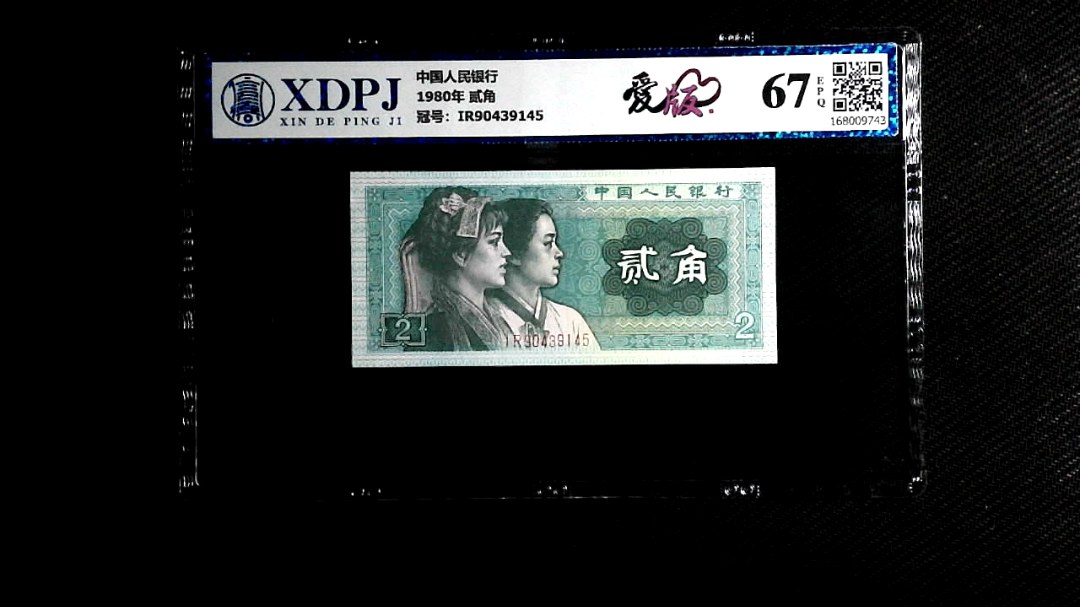 XDPJ
XIN DE PING JI
中国人民银行
1980年 贰角
冠号: IR90439145
爱版
67
EPQ
168009743
中国人民银行
贰角
2
2
IR90439145